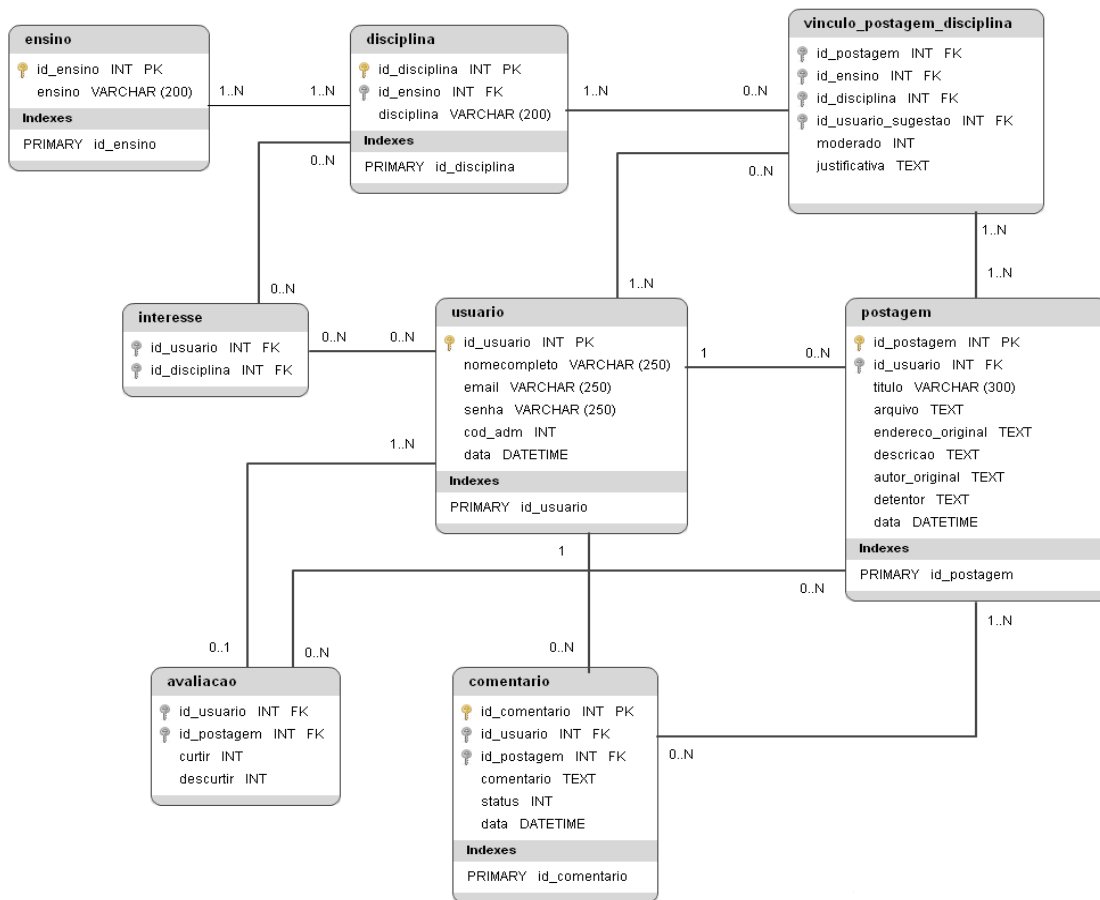 ensino
id_ensino INT PK
ensino VARCHAR (200)
Indexes
PRIMARY id_ensino
1..N
1..N
disciplina
id_disciplina INT PK
id_ensino INT FK
disciplina VARCHAR (200)
Indexes
PRIMARY id_disciplina
1..N
0..N
vinculo_postagem_disciplina
id_postagem INT FK
id_ensino INT FK
id_disciplina INT FK
id_usuario_sugestao INT FK
moderado INT
justificativa TEXT
0..N
0..N
1..N
0..N
1..N
1..N
interesse
id_usuario INT FK
id_disciplina INT FK
0..N
0..N
usuario
id_usuario INT PK
nomecompleto VARCHAR (250)
email VARCHAR (250)
senha VARCHAR (250)
cod_adm INT
data DATETIME
Indexes
PRIMARY id_usuario
1
0..N
postagem
id_postagem INT PK
id_usuario INT FK
titulo VARCHAR (300)
arquivo TEXT
endereco_original TEXT
descricao TEXT
autor_original TEXT
detentor TEXT
data DATETIME
Indexes
PRIMARY id_postagem
1..N
1
0..N
1..N
0..1
0..N
0..N
avaliacao
id_usuario INT FK
id_postagem INT FK
curtir INT
descurtir INT
comentario
id_comentario INT PK
id_usuario INT FK
id_postagem INT FK
comentario TEXT
status INT
data DATETIME
Indexes
PRIMARY id_comentario
0..N